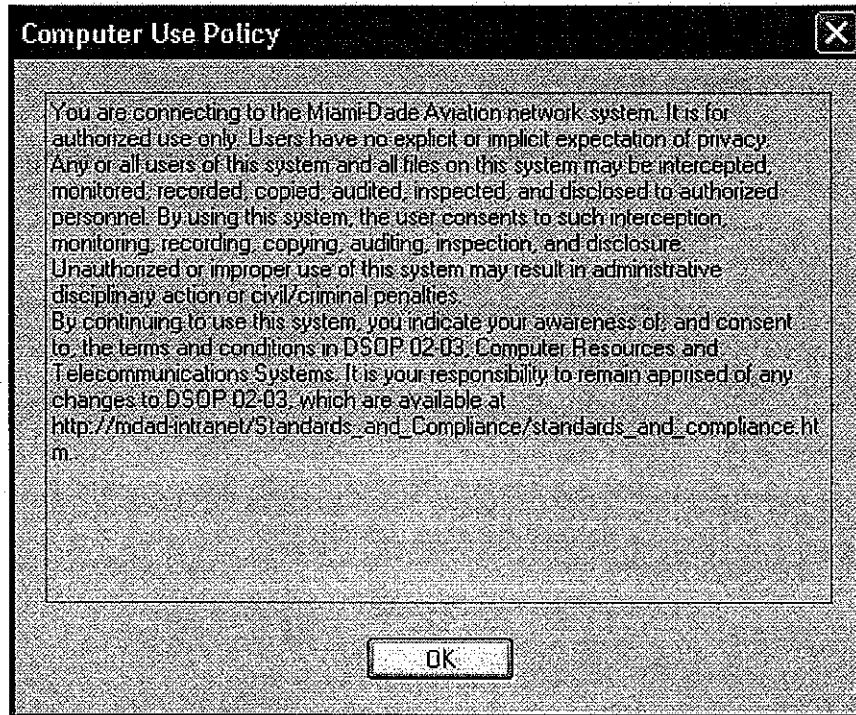 Computer Use Policy
You are connecting to the Miami-Dade Aviation network system. It is for
authorized use only. Users have no explicit or implicit expectation of privacy.
Any or all users of this system and all files on this system may be intercepted,
monitored, recorded, copied, audited, inspected, and disclosed to authorized
personnel. By using this system, the user consents to such interception,
monitoring, recording, copying, auditing, inspection, and disclosure.
Unauthorized or improper use of this system may result in administrative
disciplinary action or civil/criminal penalties.
By continuing to use this system, you indicate your awareness of, and consent
to, the terms and conditions in DSOP 02-03, Computer Resources and
Telecommunications Systems. It is your responsibility to remain apprised of any
changes to DSOP 02-03, which are available at
http://mdad-intranet/Standards_and_Compliance/standards_and_compliance.ht
m.
OK